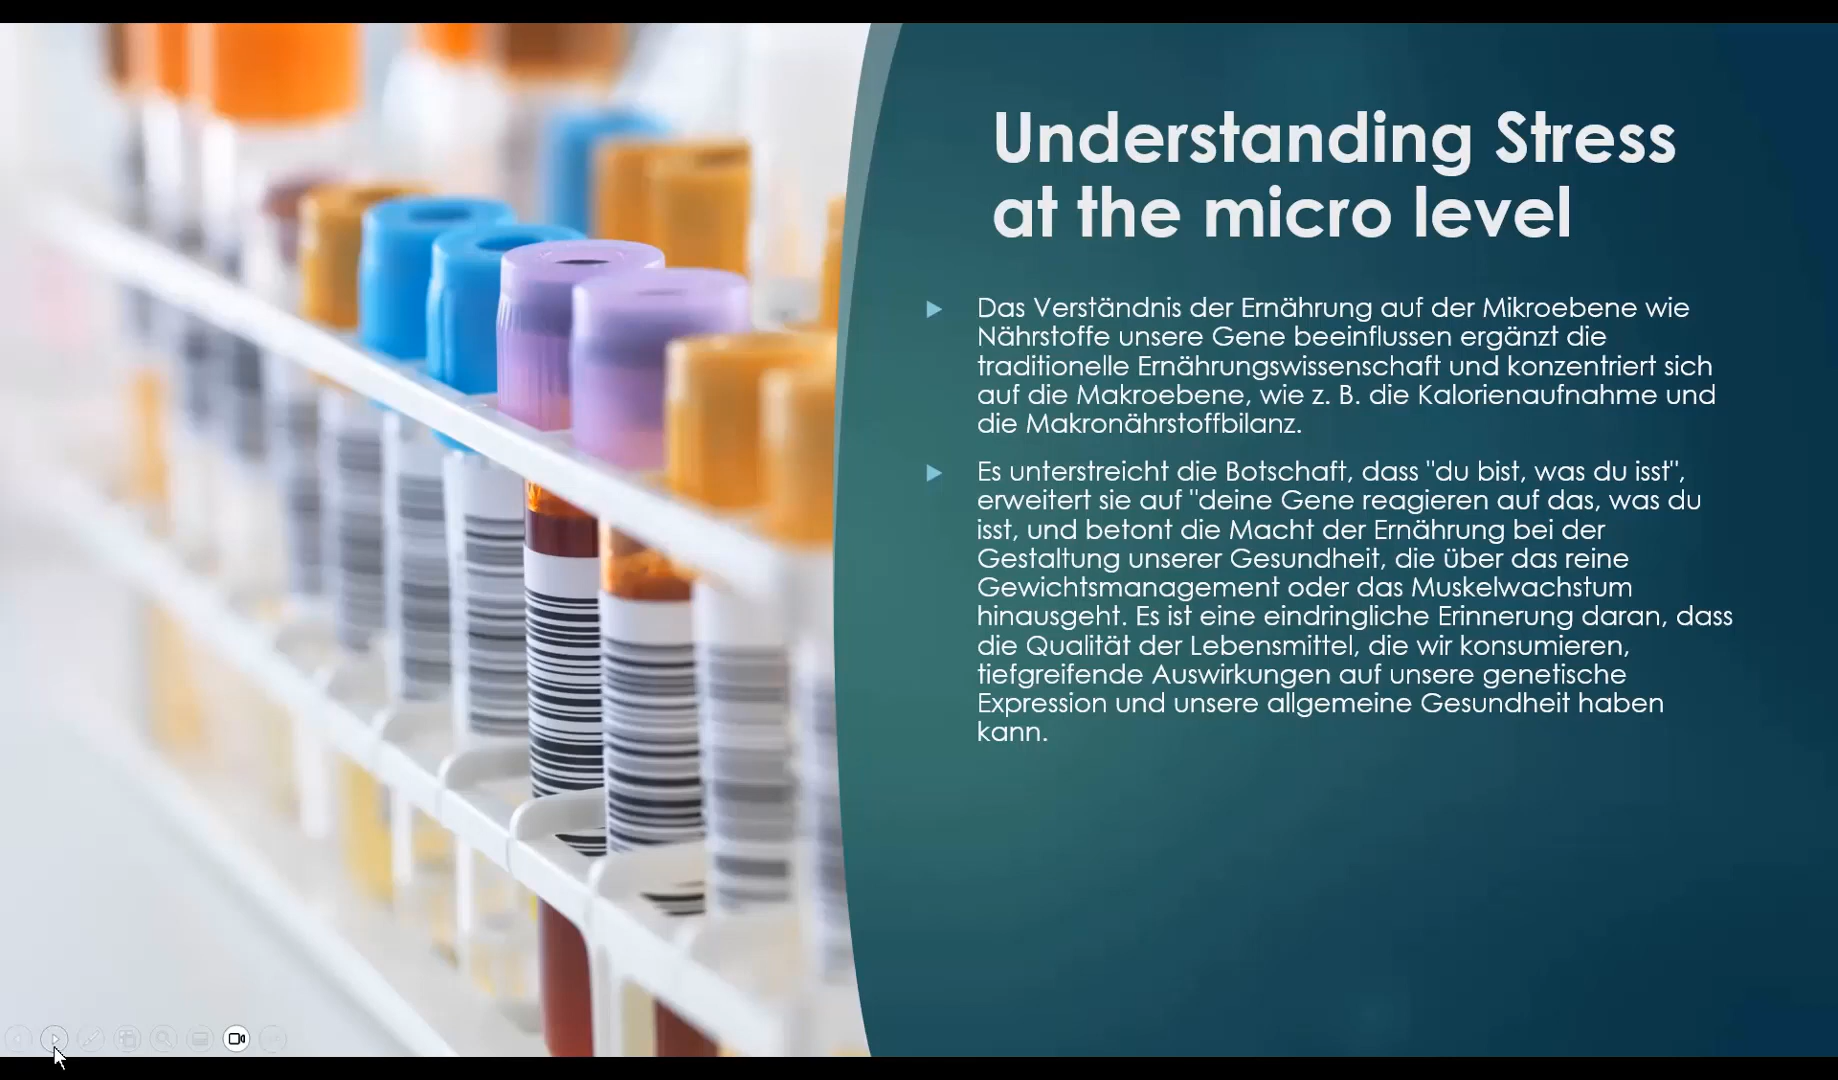 Understanding Stress
at the micro level
Das Verständnis der Ernährung auf der Mikroebene wie
Nährstoffe unsere Gene beeinflussen ergänzt die
traditionelle Ernährungswissenschaft und konzentriert sich
auf die Makroebene, wie z. B. die Kalorienaufnahme und
die Makronährstoffbilanz.
Es unterstreicht die Botschaft, dass "du bist, was du isst",
erweitert sie auf "deine Gene reagieren auf das, was du
isst, und betont die Macht der Ernährung bei der
Gestaltung unserer Gesundheit, die über das reine
Gewichtsmanagement oder das Muskelwachstum
hinausgeht. Es ist eine eindringliche Erinnerung daran, dass
die Qualität der Lebensmittel, die wir konsumieren,
tiefgreifende Auswirkungen auf unsere genetische
Expression und unsere allgemeine Gesundheit haben
kann.